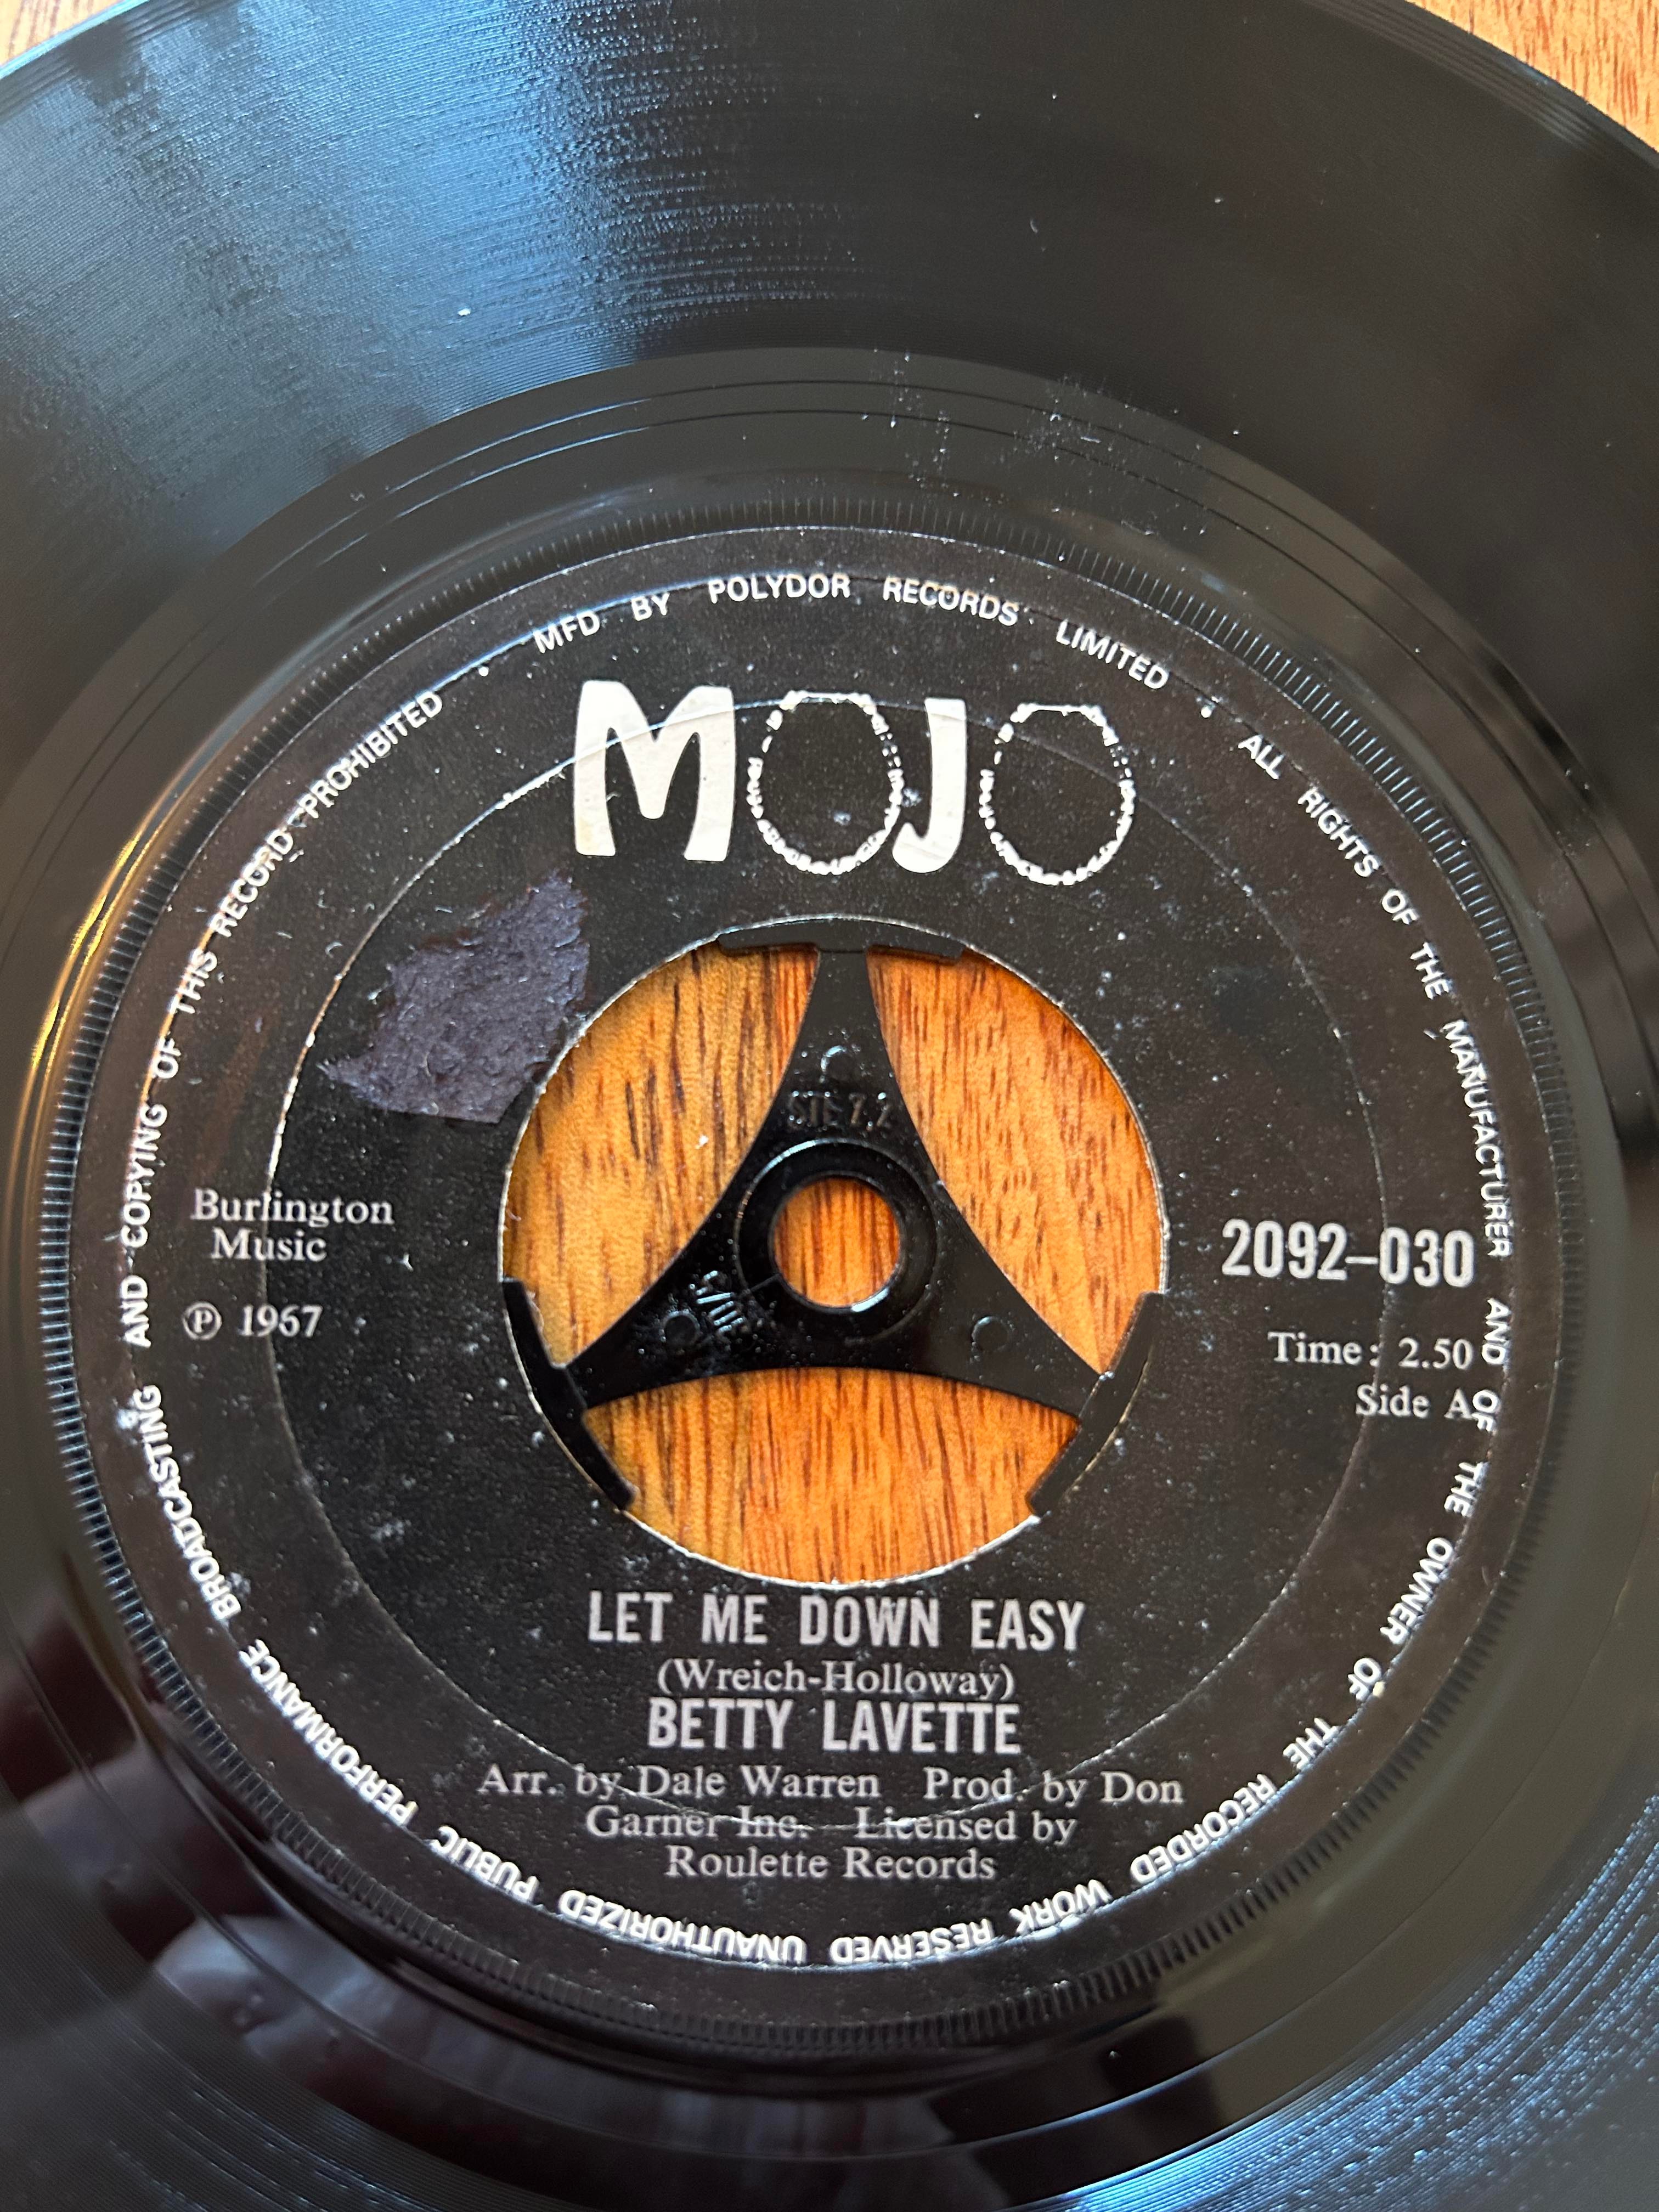 MFD BY POLYDOR RECORDS LIMITED · ALL RIGHTS OF THE MANUFACTURER AND OF THE OWNER OF THE RECORDED WORK RESERVED UNAUTHORIZED PUBLIC PERFORMANCE BROADCASTING AND COPYING OF THIS RECORD PROHIBITED ·
MOJO
Burlington
Music
℗ 1967
2092-030
Time: 2.50
Side A
LET ME DOWN EASY
(Wreich-Holloway)
BETTY LAVETTE
Arr. by Dale Warren Prod. by Don
Garner Inc. Licensed by
Roulette Records